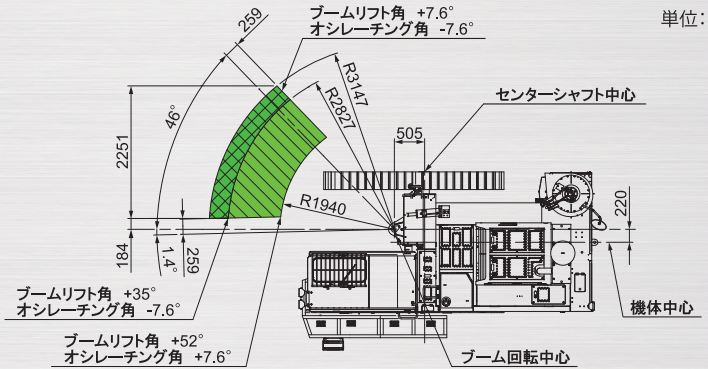 ブームリフト角 +7.6°
オシレーチング角 -7.6°
単位：
259
R3147
R2827
センターシャフト中心
46°
505
2251
R1940
220
184
1.4°
259
ブームリフト角 +35°
オシレーチング角 -7.6°
機体中心
ブームリフト角 +52°
オシレーチング角 +7.6°
ブーム回転中心